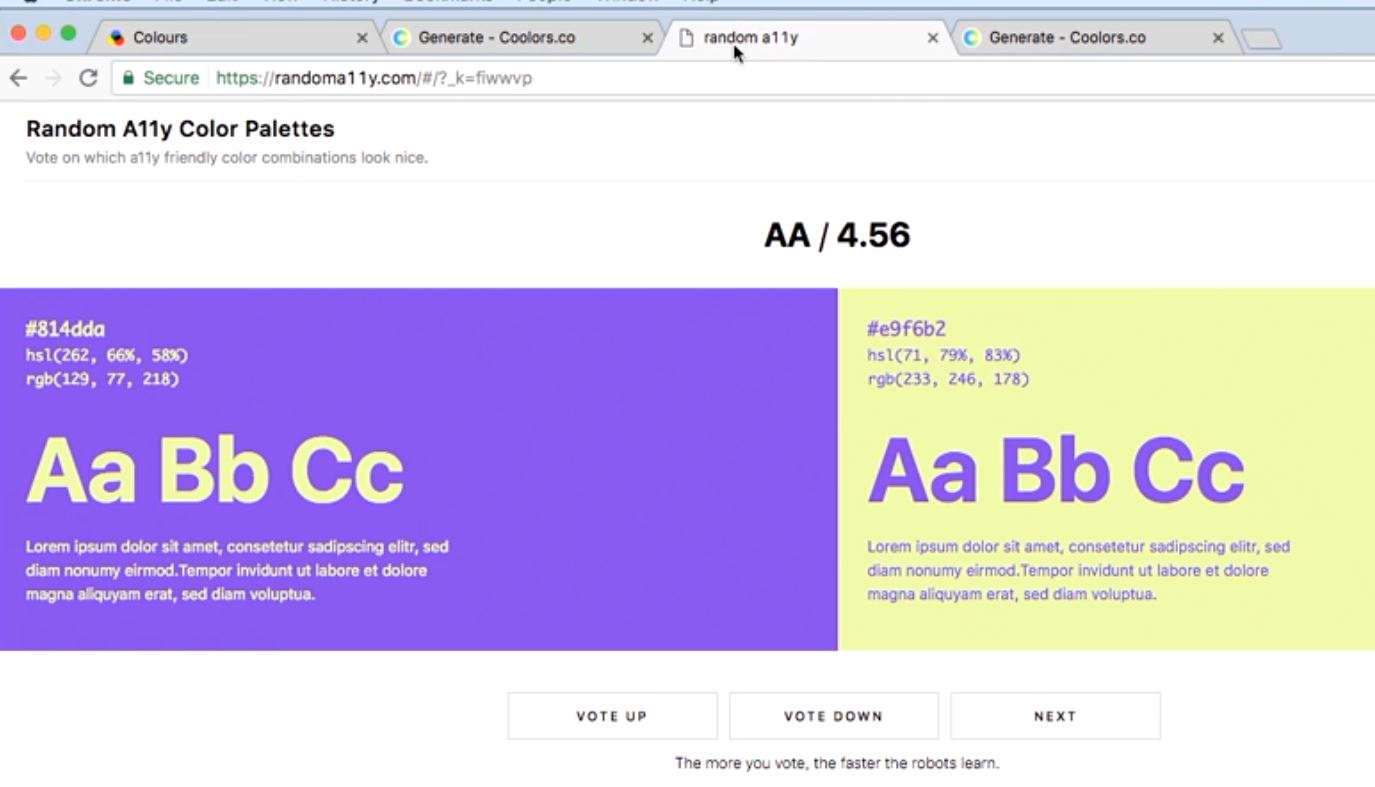 Colours
Generate - Coolors.co
random a11y
Generate - Coolors.co
Secure https://randoma11y.com/#/?_k=fiwwvp
Random A11y Color Palettes
Vote on which a11y friendly color combinations look nice.
AA / 4.56
#814dda
hsl(262, 66%, 58%)
rgb(129, 77, 218)
Aa Bb Cc
Lorem ipsum dolor sit amet, consetetur sadipscing elitr, sed
diam nonumy eirmod.Tempor invidunt ut labore et dolore
magna aliquyam erat, sed diam voluptua.
#e9f6b2
hsl(71, 79%, 83%)
rgb(233, 246, 178)
Aa Bb Cc
Lorem ipsum dolor sit amet, consetetur sadipscing elitr, sed
diam nonumy eirmod.Tempor invidunt ut labore et dolore
magna aliquyam erat, sed diam voluptua.
VOTE UP
VOTE DOWN
NEXT
The more you vote, the faster the robots learn.